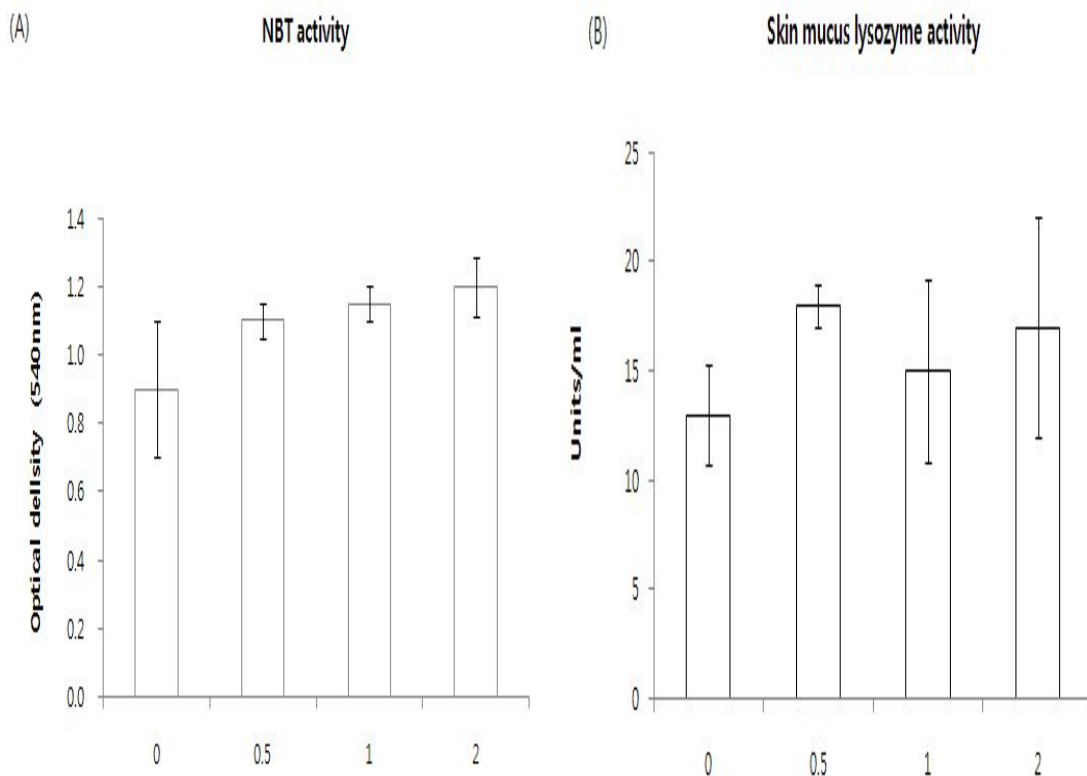 (A)
NBT activity
Optical dellsity (540nm)
1.4
1.2
1.0
0.8
0.6
0.4
0.2
0.0
0 0.5 1 2
(B)
Skin mucus lysozyme activity
Units/ml
25
20
15
10
5
0
0 0.5 1 2